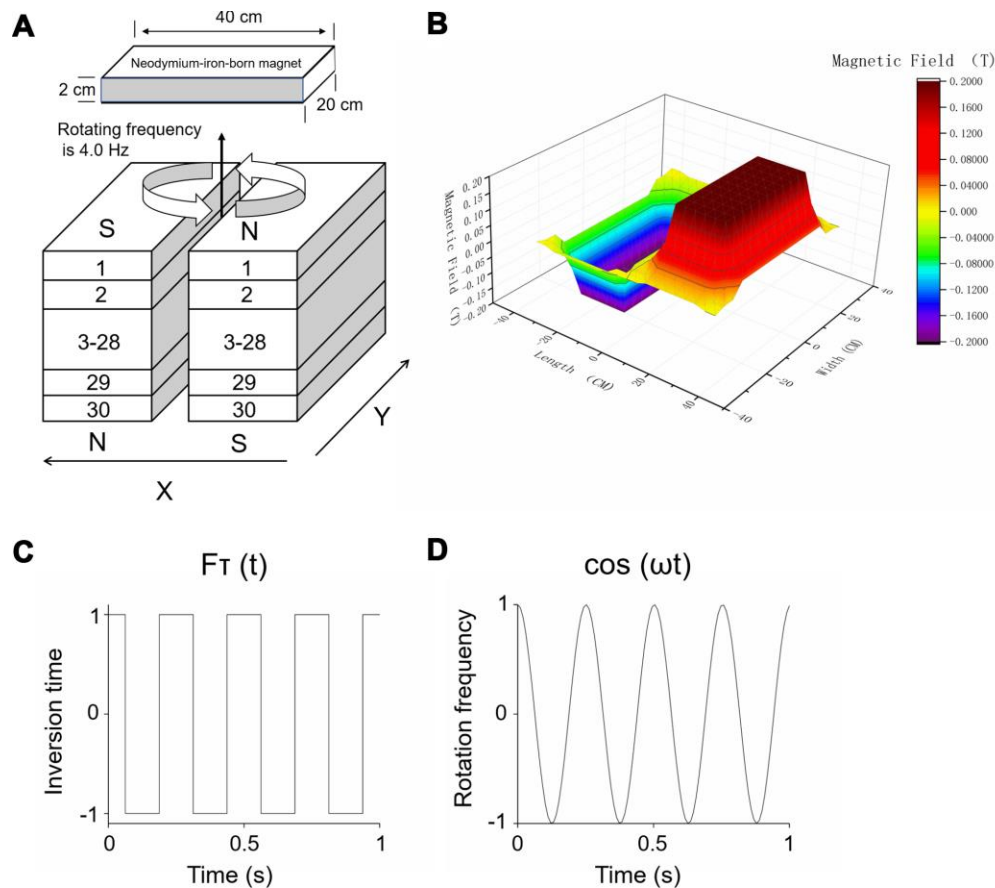 A
40 cm
Neodymium-iron-born magnet
2 cm
20 cm
Rotating frequency
is 4.0 Hz
S
N
1
1
2
2
3-28
3-28
29
29
30
30
N
S
X
Y
B
Magnetic Field （T）
0.2000
0.1600
0.1200
0.08000
0.04000
0.000
-0.04000
-0.08000
-0.1200
-0.1600
-0.2000
Magnetic Field （T）
0.20
0.15
0.10
0.05
0.00
-0.05
-0.10
-0.15
-0.20
-40
-20
0
20
40
Length （CM）
-40
-20
0
20
40
Width（CM）
C
Fτ (t)
Inversion time
1
0
-1
0
0.5
1
Time (s)
D
cos (ωt)
Rotation frequency
1
0
-1
0
0.5
1
Time (s)